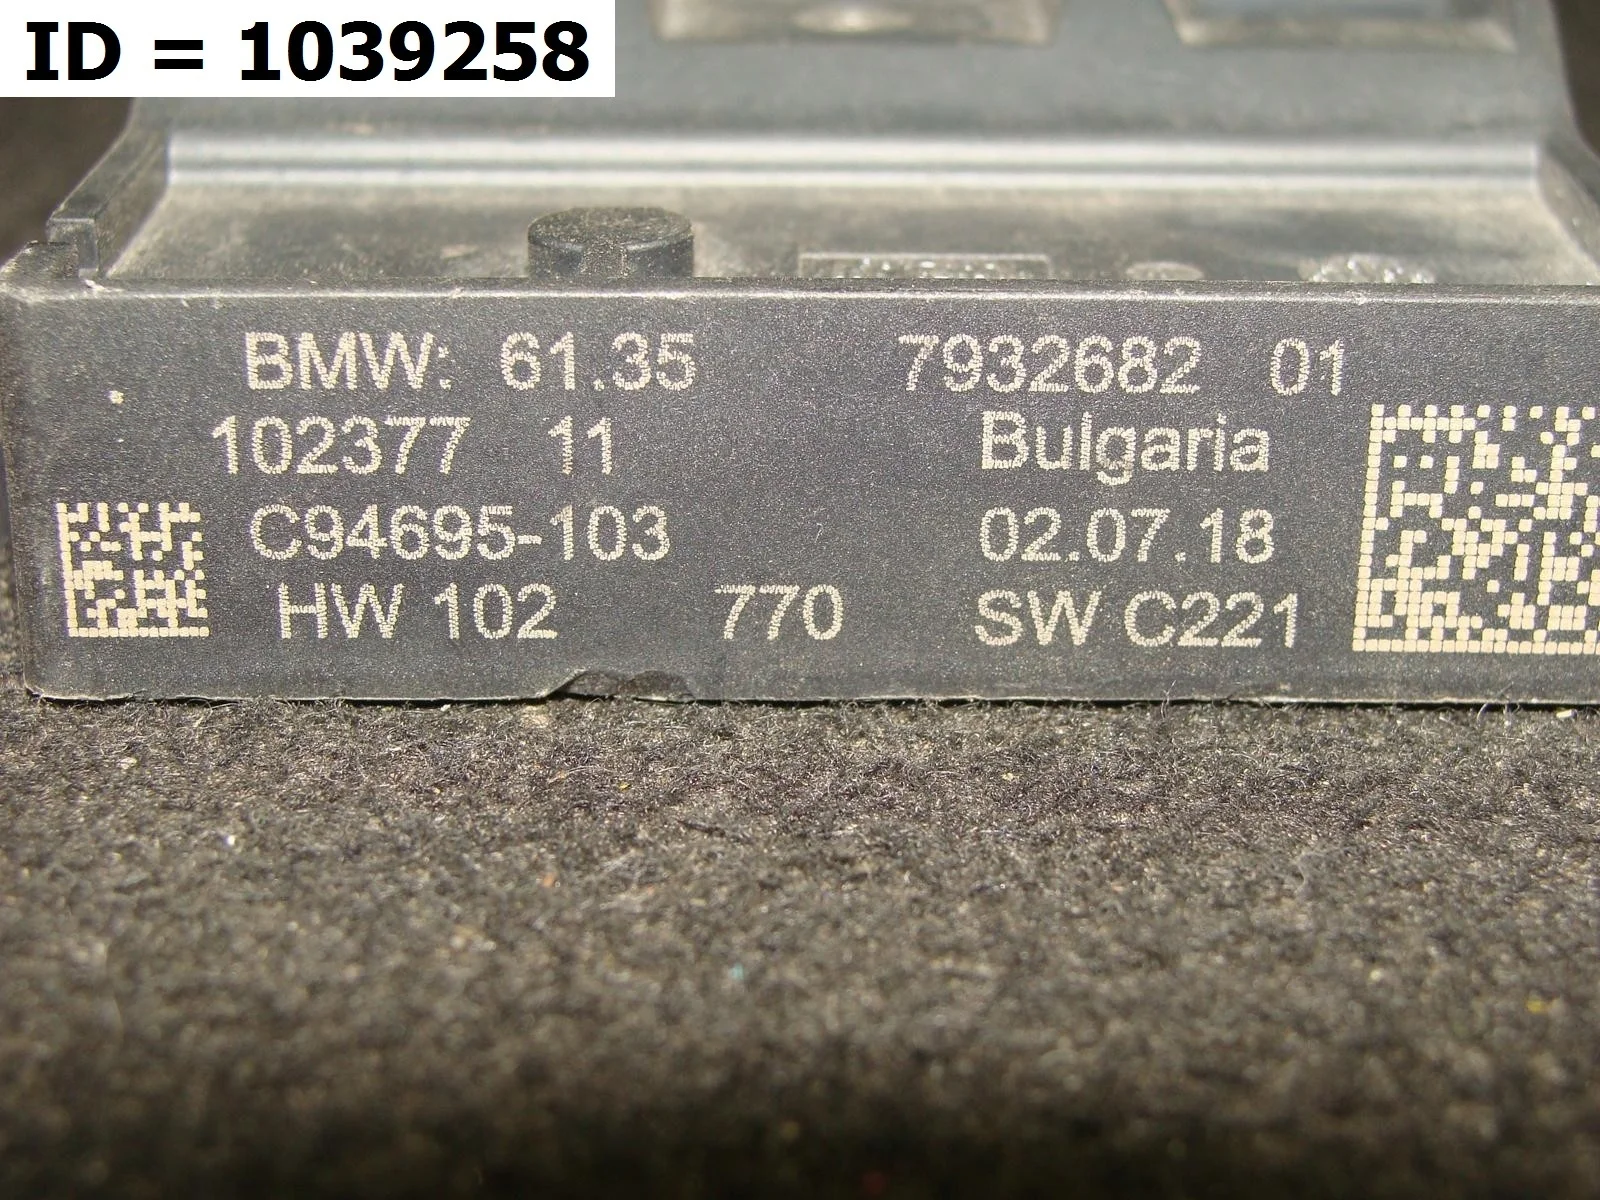 ID = 1039258
BMW: 61.35 7932682 01
102377 11 Bulgaria
C94695-103 02.07.18
HW 102 770 SW C221